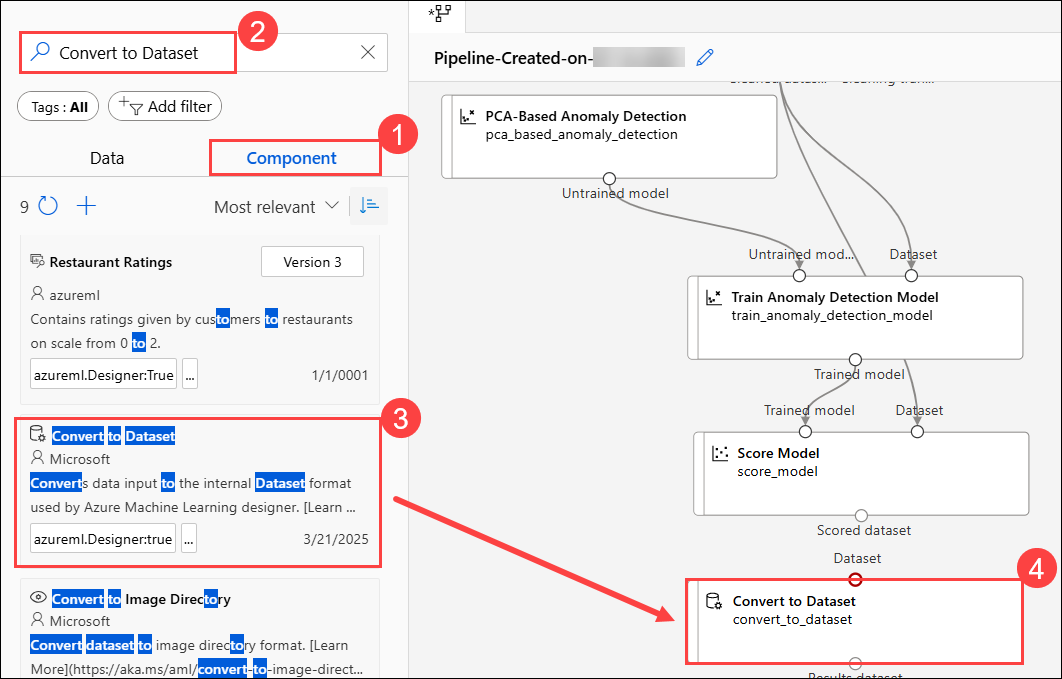 2
Convert to Dataset
Tags : All
Add filter
1
Data
Component
9
Most relevant
Restaurant Ratings
Version 3
azureml
Contains ratings given by customers to restaurants
on scale from 0 to 2.
azureml.Designer:True
...
1/1/0001
3
Convert to Dataset
Microsoft
Converts data input to the internal Dataset format
used by Azure Machine Learning designer. [Learn ...
azureml.Designer:true
...
3/21/2025
Convert to Image Directory
Microsoft
Convert dataset to image directory format. [Learn
More](https://aka.ms/aml/convert-to-image-direct...
Pipeline-Created-on-
PCA-Based Anomaly Detection
pca_based_anomaly_detection
Untrained model
Untrained mod...
Dataset
Train Anomaly Detection Model
train_anomaly_detection_model
Trained model
Trained model
Dataset
Score Model
score_model
Scored dataset
Dataset
4
Convert to Dataset
convert_to_dataset
Results dataset